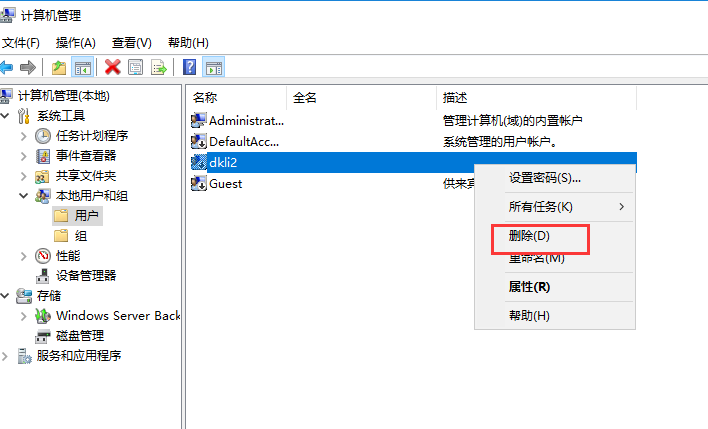 计算机管理
文件(F) 操作(A) 查看(V) 帮助(H)
计算机管理(本地)
系统工具
任务计划程序
事件查看器
共享文件夹
本地用户和组
用户
组
性能
设备管理器
存储
Windows Server Back
磁盘管理
服务和应用程序
名称 全名 描述
Administrat... 管理计算机(域)的内置帐户
DefaultAcc... 系统管理的用户帐户。
dkli2
Guest 供来宾
设置密码(S)...
所有任务(K)
删除(D)
重命名(M)
属性(R)
帮助(H)